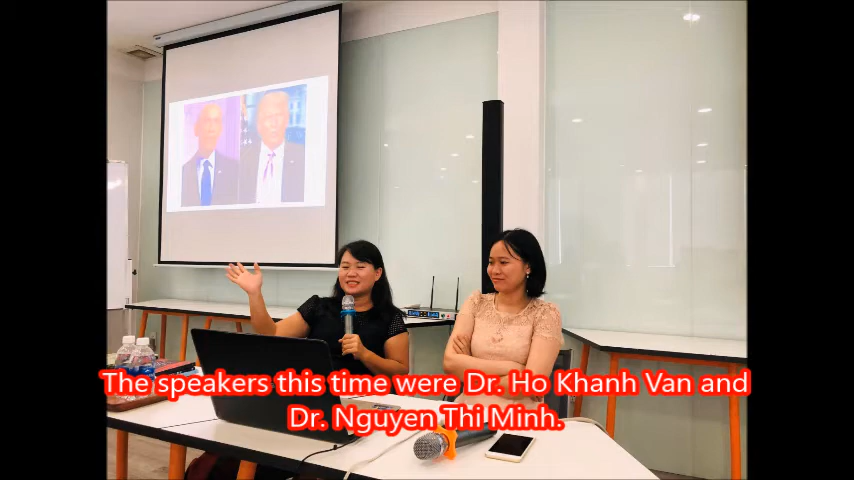 The speakers this time were Dr. Ho Khanh Van and
Dr. Nguyen Thi Minh.